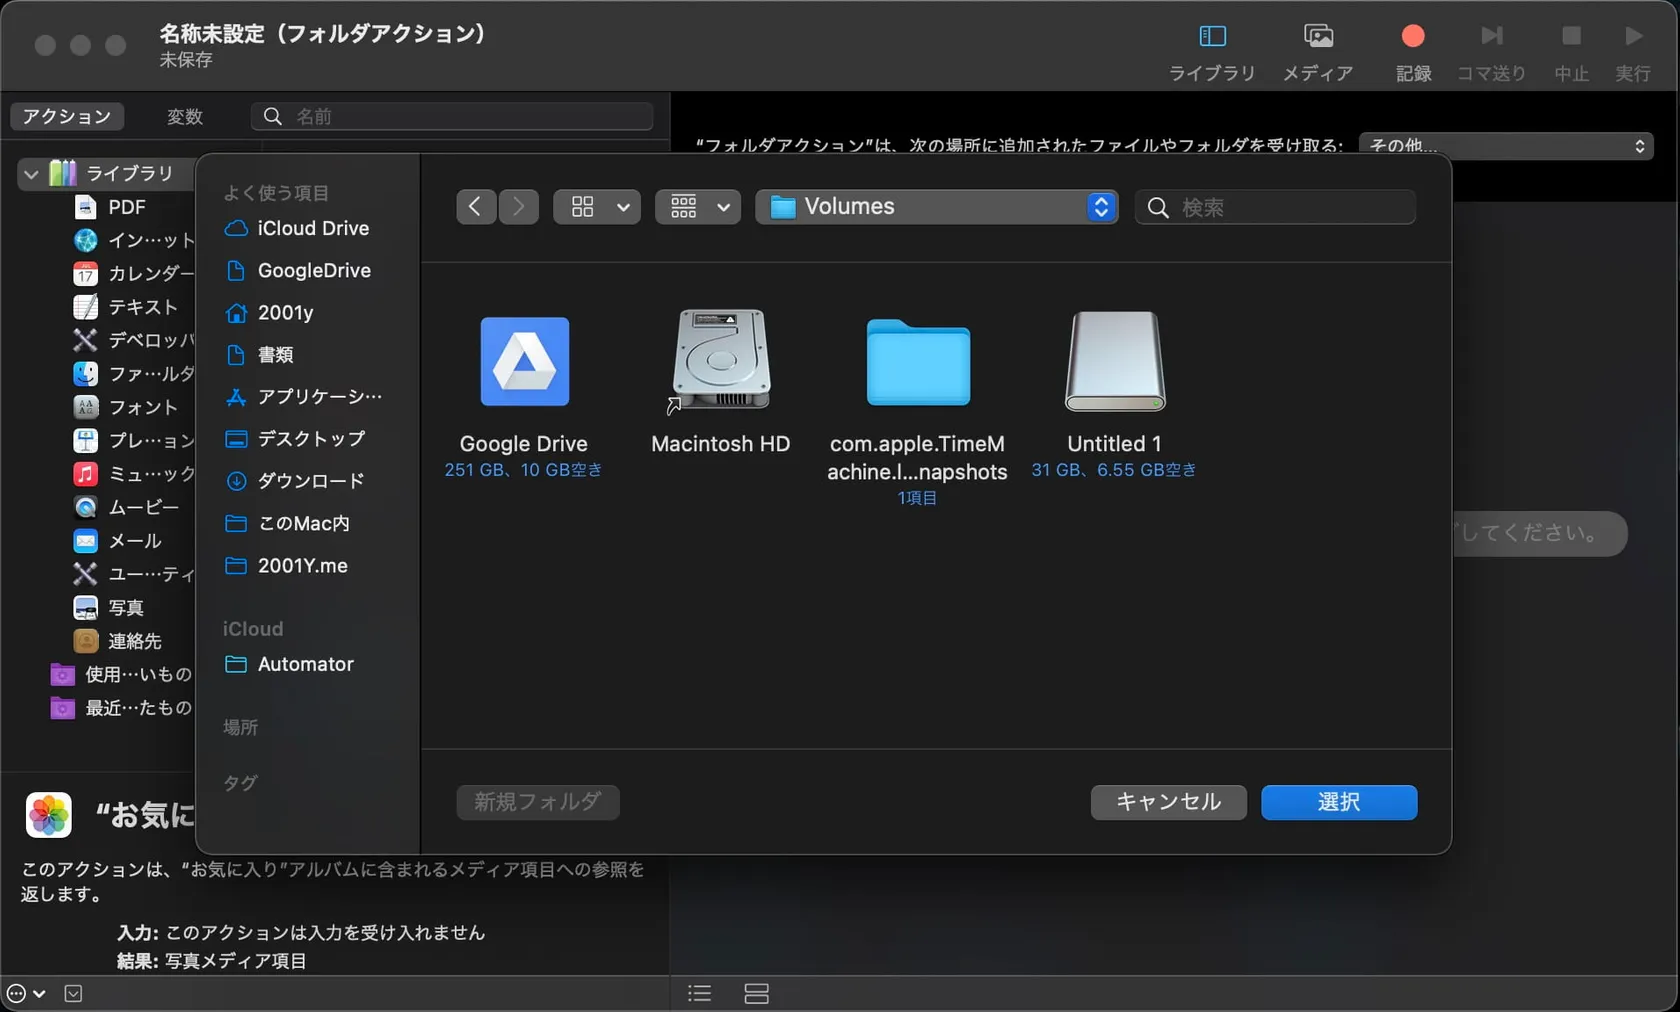 名称未設定（フォルダアクション）
未保存
ライブラリ
メディア
記録
コマ送り
中止
実行
アクション
変数
名前
“フォルダアクション”は、次の場所に追加されたファイルやフォルダを受け取る:
その他...
ライブラリ
PDF
イン…ット
カレンダー
テキスト
デベロッパ
ファ…ルダ
フォント
プレ…ョン
ミュ…ック
ムービー
メール
ユー…ティ
写真
連絡先
使用…いもの
最近…たもの
よく使う項目
iCloud Drive
GoogleDrive
2001y
書類
アプリケーシ…
デスクトップ
ダウンロード
このMac内
2001Y.me
iCloud
Automator
場所
タグ
Volumes
検索
Google Drive
251 GB、10 GB空き
Macintosh HD
com.apple.TimeM
achine.l...napshots
1項目
Untitled 1
31 GB、6.55 GB空き
してください。
新規フォルダ
キャンセル
選択
“お気に
このアクションは、“お気に入り”アルバムに含まれるメディア項目への参照を
返します。
入力: このアクションは入力を受け入れません
結果: 写真メディア項目